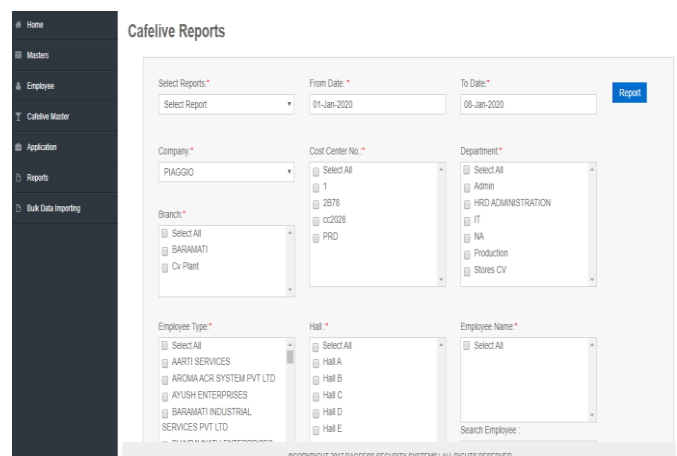 Home
Cafelive Reports
Masters
Employee
Cafelive Master
Application
Reports
Bulk Data Importing
Select Reports:* From Date: * To Date:*
Select Report 01-Jan-2020 08-Jan-2020 Report
Company:* Cost Center No.:* Department:*
PIAGGIO
Select All
1
2B78
cc2028
PRD
Select All
Admin
HRD ADMINISTRATION
IT
NA
Production
Stores CV
Branch:*
Select All
BARAMATI
Cv Plant
Employee Type:* Hall :* Employee Name:*
Select All
AARTI SERVICES
AROMA ACR SYSTEM PVT LTD
AYUSH ENTERPRISES
BARAMATI INDUSTRIAL
SERVICES PVT LTD
Select All
Hall A
Hall B
Hall C
Hall D
Hall E
Select All
Search Employee :